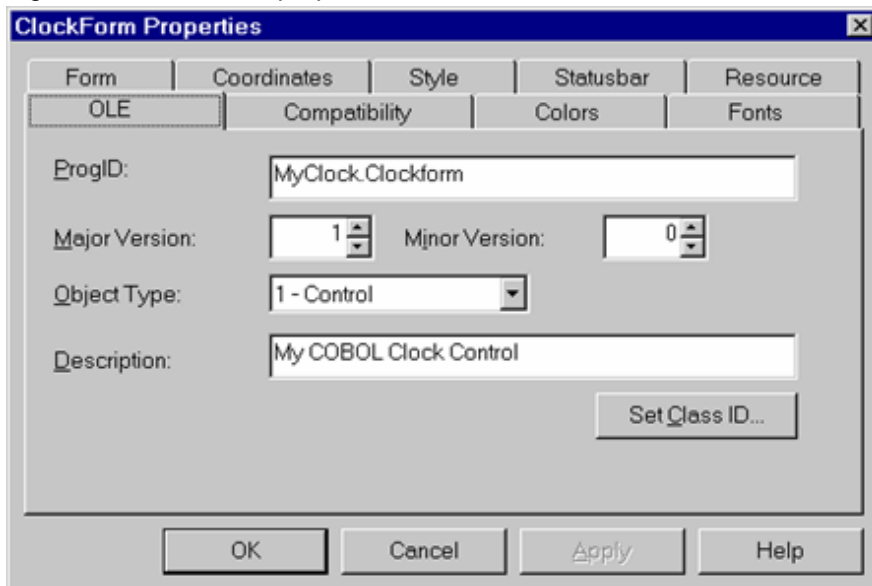 ClockForm Properties
Form Coordinates Style Statusbar Resource
OLE Compatibility Colors Fonts
ProgID: MyClock.Clockform
Major Version: 1 Minor Version: 0
Object Type: 1 - Control
Description: My COBOL Clock Control
Set Class ID...
OK Cancel Apply Help